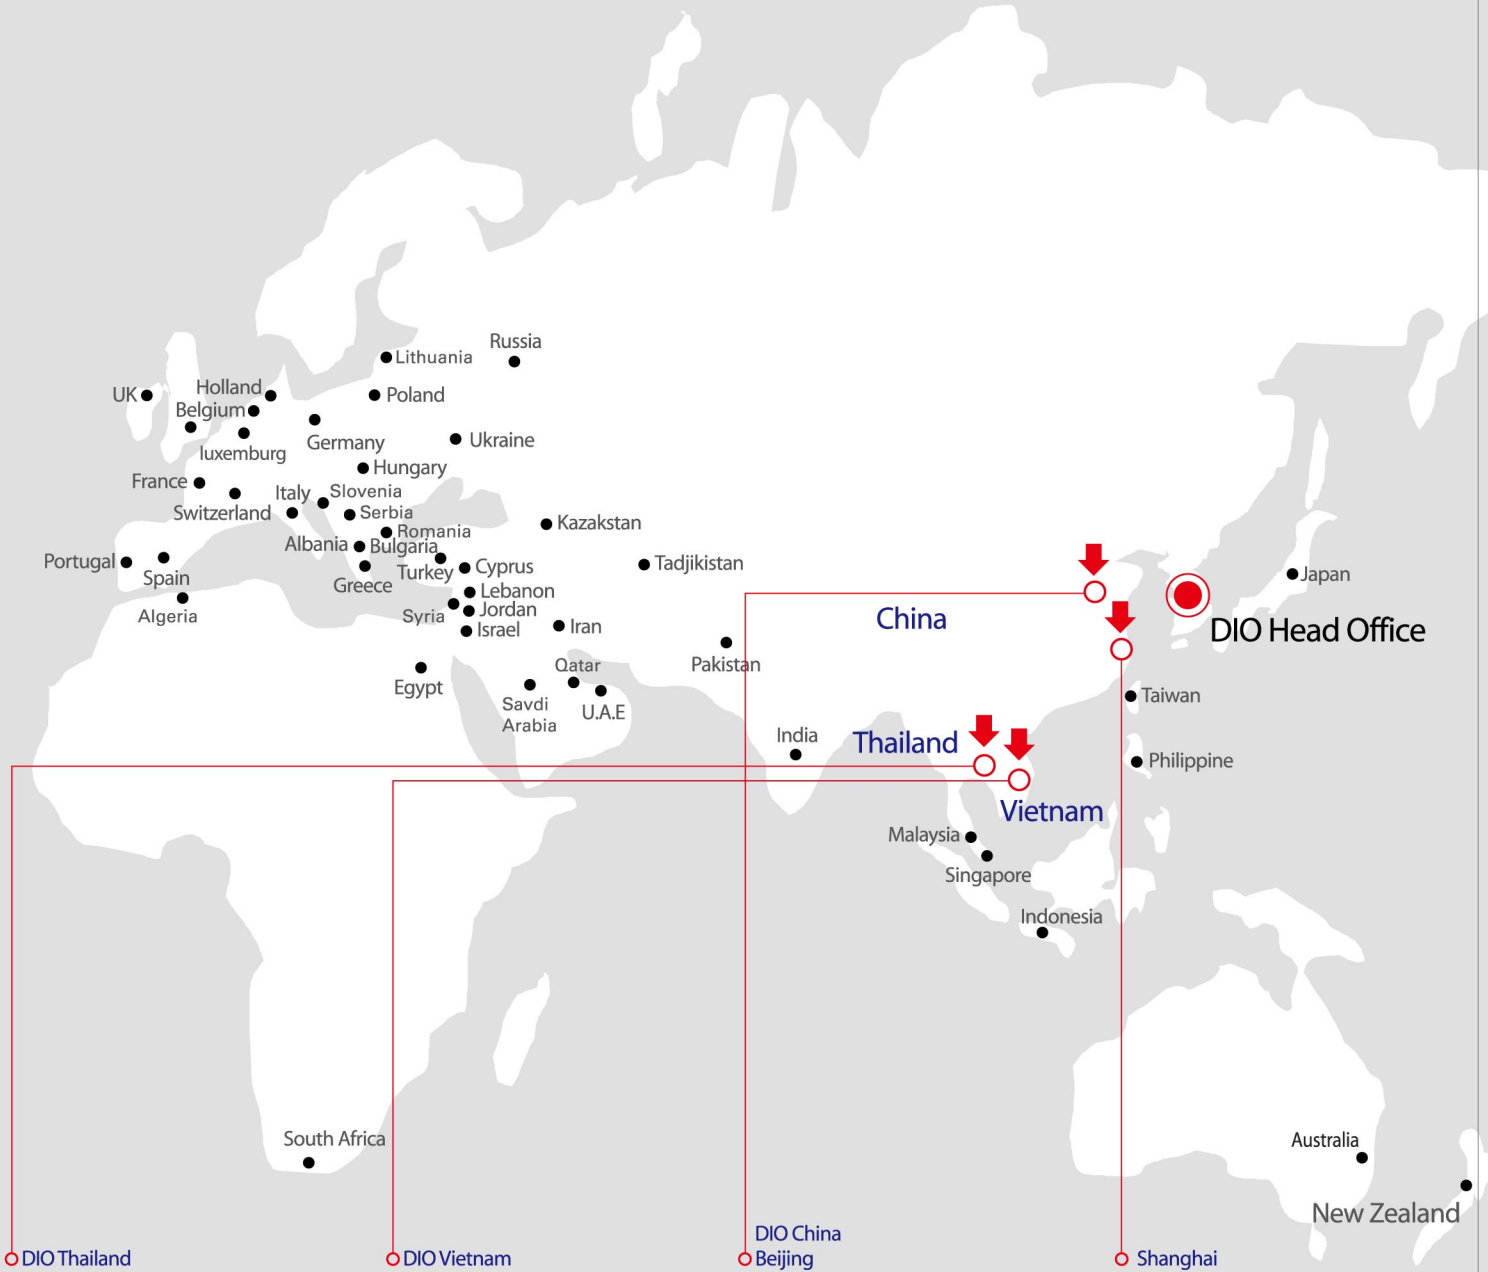 Russia
Lithuania
UK
Holland
Poland
Belgium
Germany
Ukraine
luxemburg
Hungary
France
Italy
Slovenia
Switzerland
Serbia
Kazakstan
Romania
Albania
Bulgaria
Portugal
Spain
Greece
Turkey
Cyprus
Tadjikistan
Japan
Algeria
Lebanon
Syria
Jordan
Israel
Iran
China
DIO Head Office
Qatar
Pakistan
Egypt
Savdi
Arabia
U.A.E
Taiwan
India
Thailand
Philippine
Vietnam
Malaysia
Singapore
Indonesia
South Africa
Australia
New Zealand
DIO Thailand
DIO Vietnam
DIO China
Beijing
Shanghai